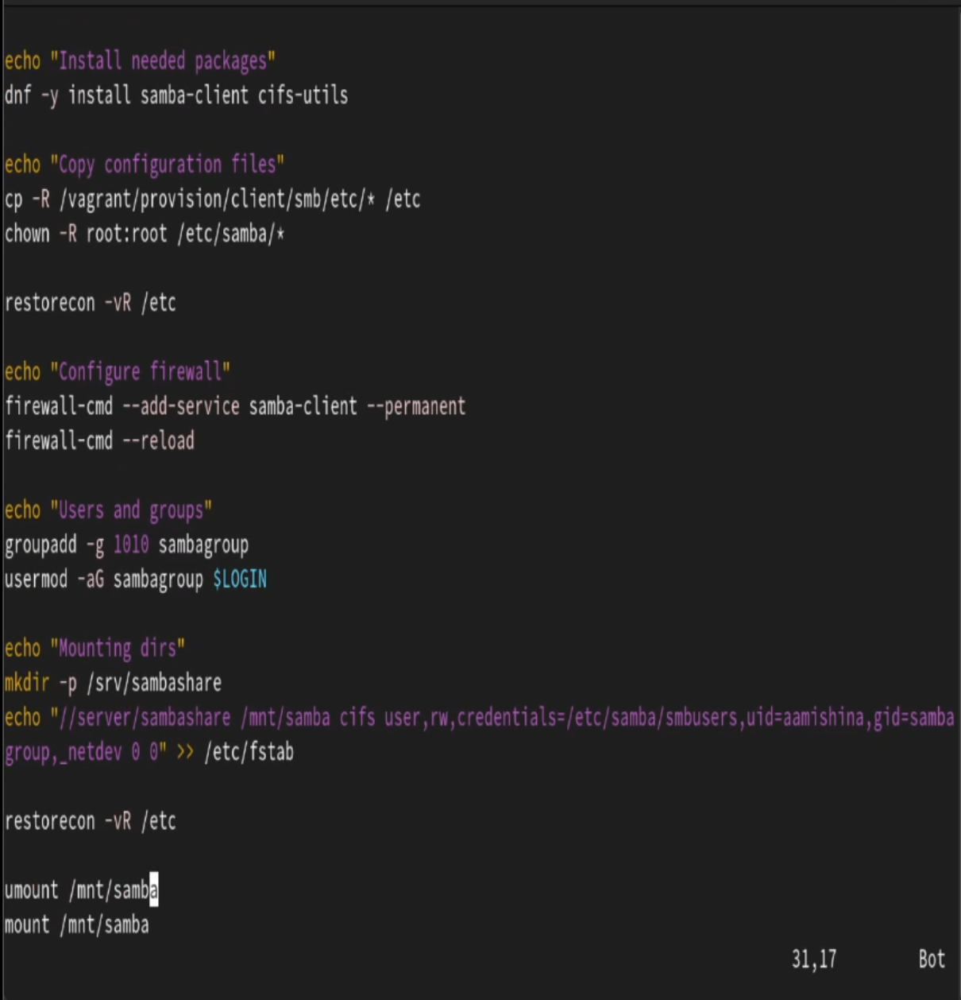 echo "Install needed packages"
dnf -y install samba-client cifs-utils
echo "Copy configuration files"
cp -R /vagrant/provision/client/smb/etc/* /etc
chown -R root:root /etc/samba/*
restorecon -vR /etc
echo "Configure firewall"
firewall-cmd --add-service samba-client --permanent
firewall-cmd --reload
echo "Users and groups"
groupadd -g 1010 sambagroup
usermod -aG sambagroup $LOGIN
echo "Mounting dirs"
mkdir -p /srv/sambashare
echo "//server/sambashare /mnt/samba cifs user,rw,credentials=/etc/samba/smbusers,uid=aamishina,gid=samba
group,_netdev 0 0" >> /etc/fstab
restorecon -vR /etc
umount /mnt/samba
mount /mnt/samba
31,17 Bot